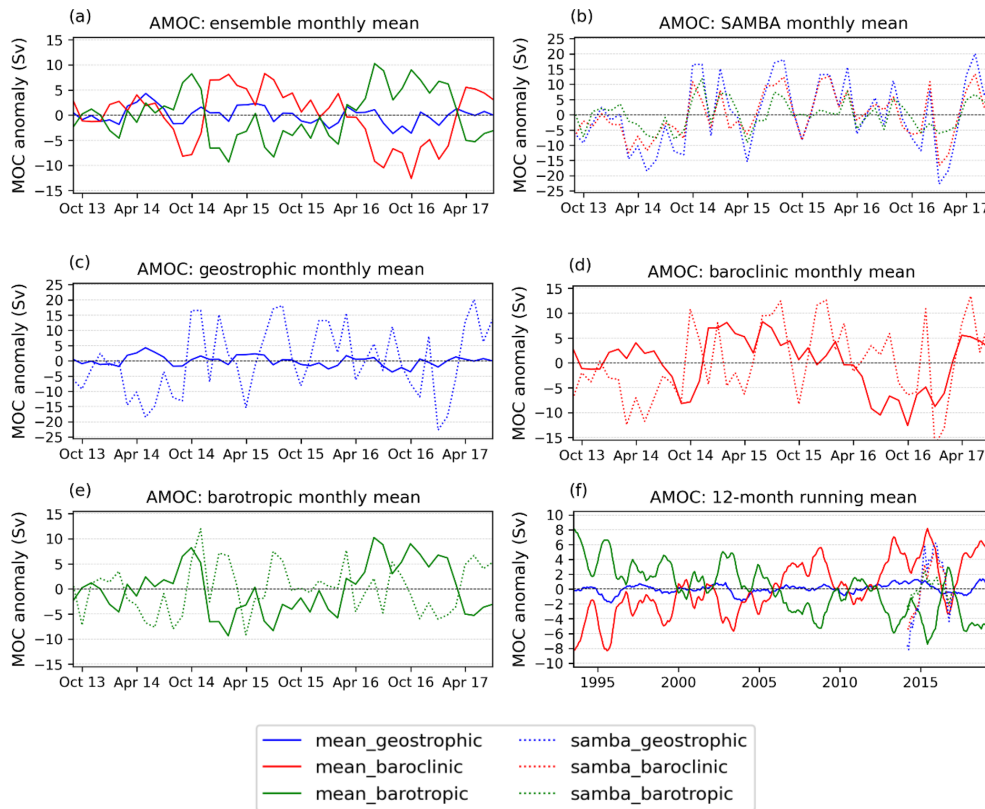 (a)
AMOC: ensemble monthly mean
MOC anomaly (Sv)
15
10
5
0
−5
−10
−15
Oct 13 Apr 14 Oct 14 Apr 15 Oct 15 Apr 16 Oct 16 Apr 17
(b)
AMOC: SAMBA monthly mean
MOC anomaly (Sv)
25
20
15
10
5
0
−5
−10
−15
−20
−25
Oct 13 Apr 14 Oct 14 Apr 15 Oct 15 Apr 16 Oct 16 Apr 17
(c)
AMOC: geostrophic monthly mean
MOC anomaly (Sv)
25
20
15
10
5
0
−5
−10
−15
−20
−25
Oct 13 Apr 14 Oct 14 Apr 15 Oct 15 Apr 16 Oct 16 Apr 17
(d)
AMOC: baroclinic monthly mean
MOC anomaly (Sv)
15
10
5
0
−5
−10
−15
Oct 13 Apr 14 Oct 14 Apr 15 Oct 15 Apr 16 Oct 16 Apr 17
(e)
AMOC: barotropic monthly mean
MOC anomaly (Sv)
15
10
5
0
−5
−10
−15
Oct 13 Apr 14 Oct 14 Apr 15 Oct 15 Apr 16 Oct 16 Apr 17
(f)
AMOC: 12-month running mean
MOC anomaly (Sv)
10
8
6
4
2
0
−2
−4
−6
−8
−10
1995 2000 2005 2010 2015
mean_geostrophic samba_geostrophic
mean_baroclinic samba_baroclinic
mean_barotropic samba_barotropic